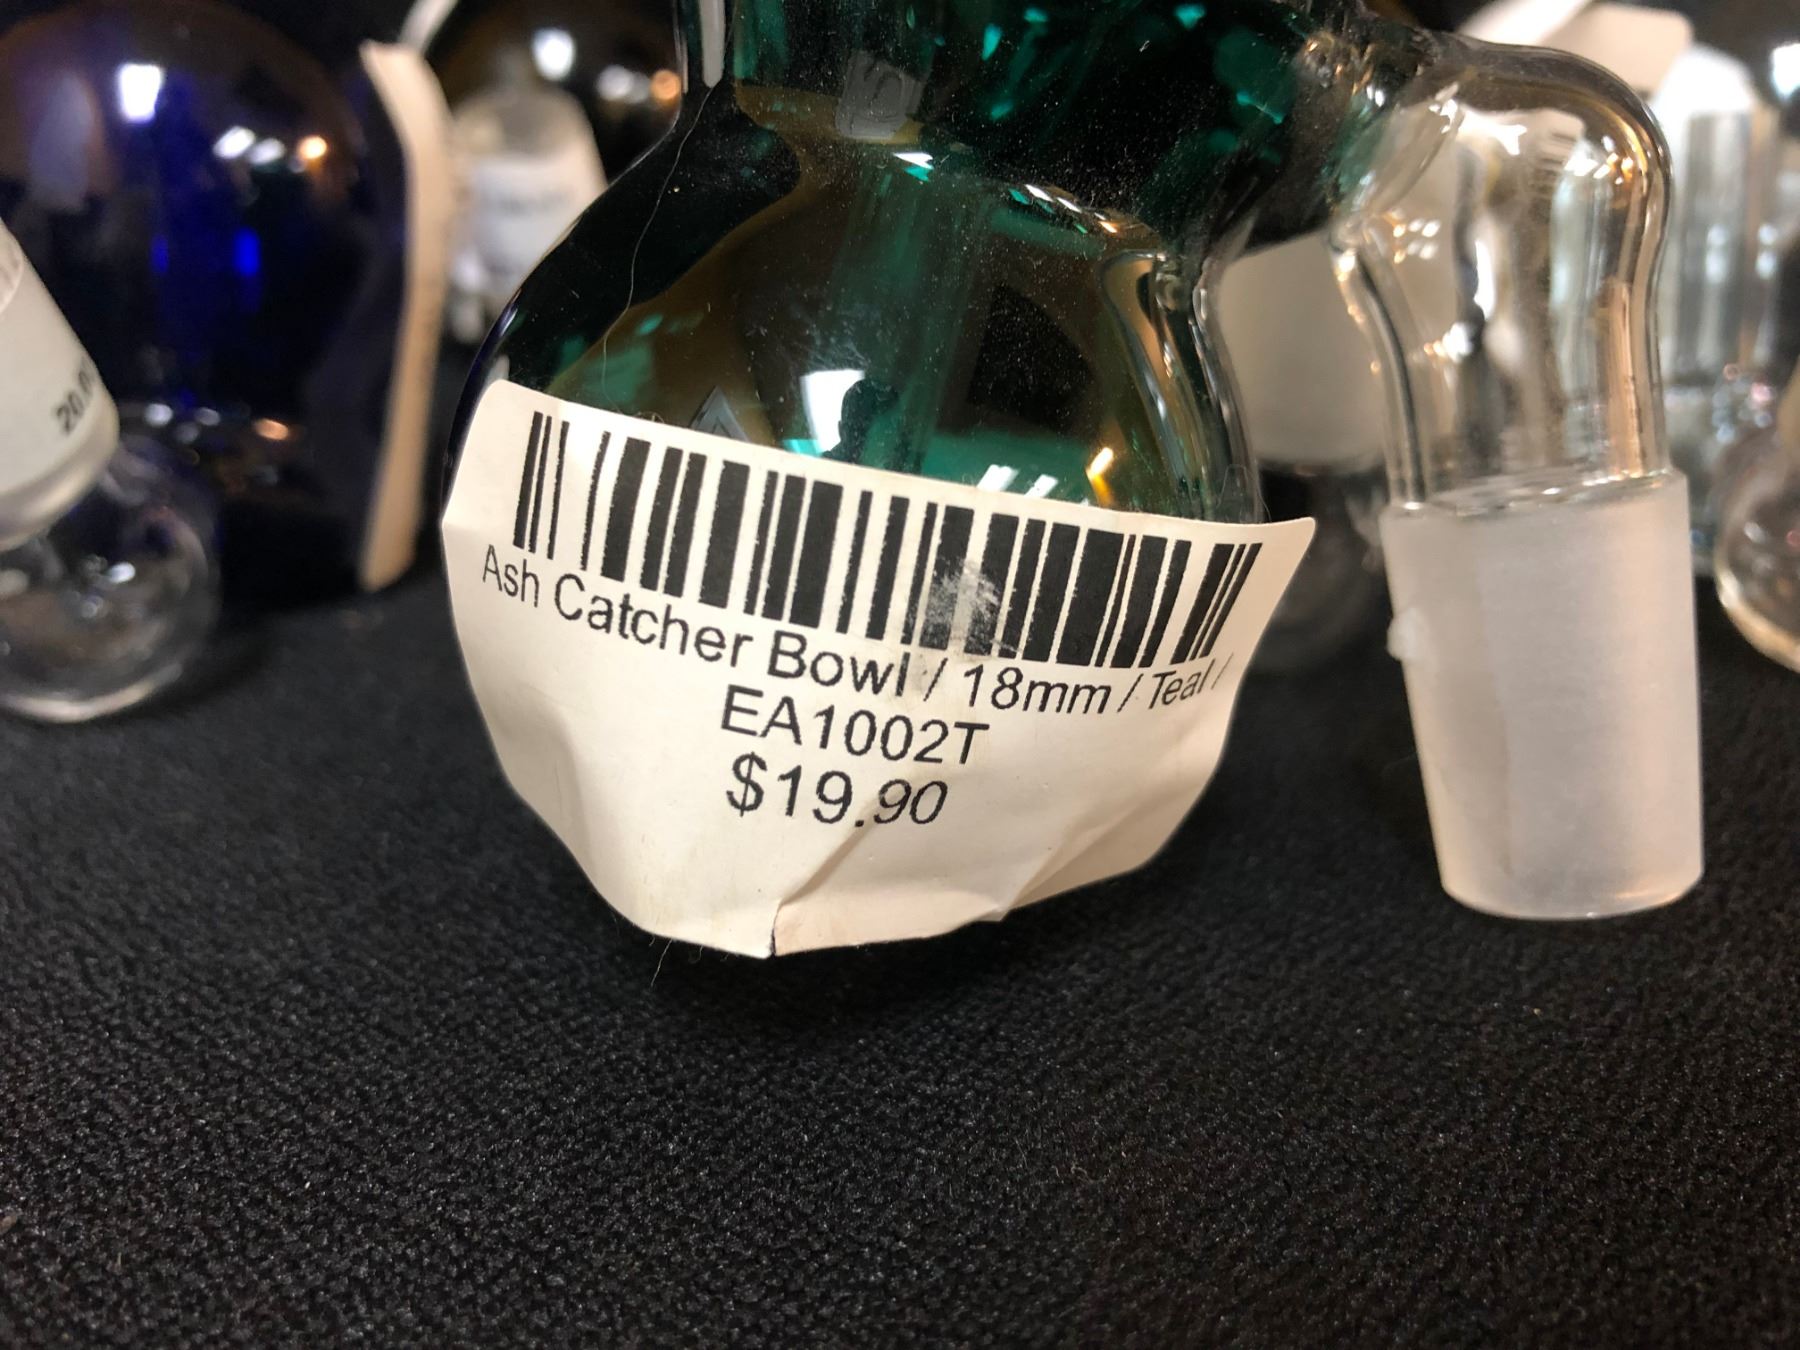 Ash Catcher Bowl / 18mm / Teal /
EA1002T
$19.90